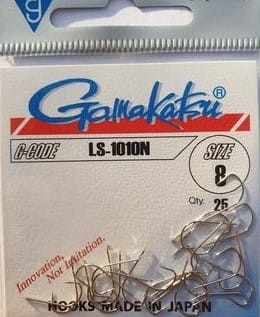 Gamakatsu®
G-CODE LS-1010N SIZE
8
Qty. 25
Innovation,
Not Imitation.
HOOKS MADE IN JAPAN